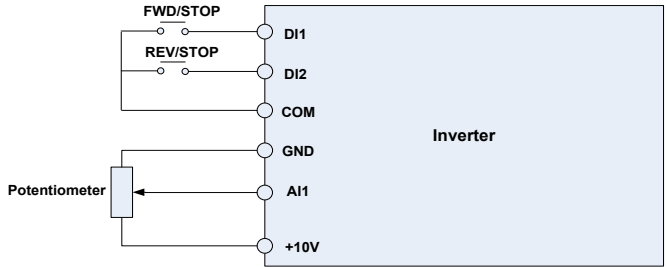 FWD/STOP
DI1
REV/STOP
DI2
COM
Inverter
GND
Potentiometer
AI1
+10V